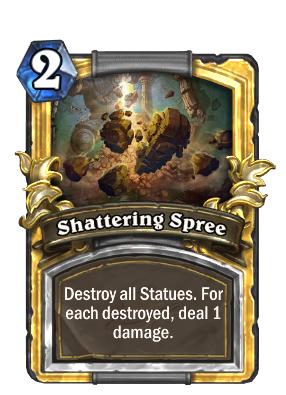 2
Shattering Spree
Destroy all Statues. For
each destroyed, deal 1
damage.